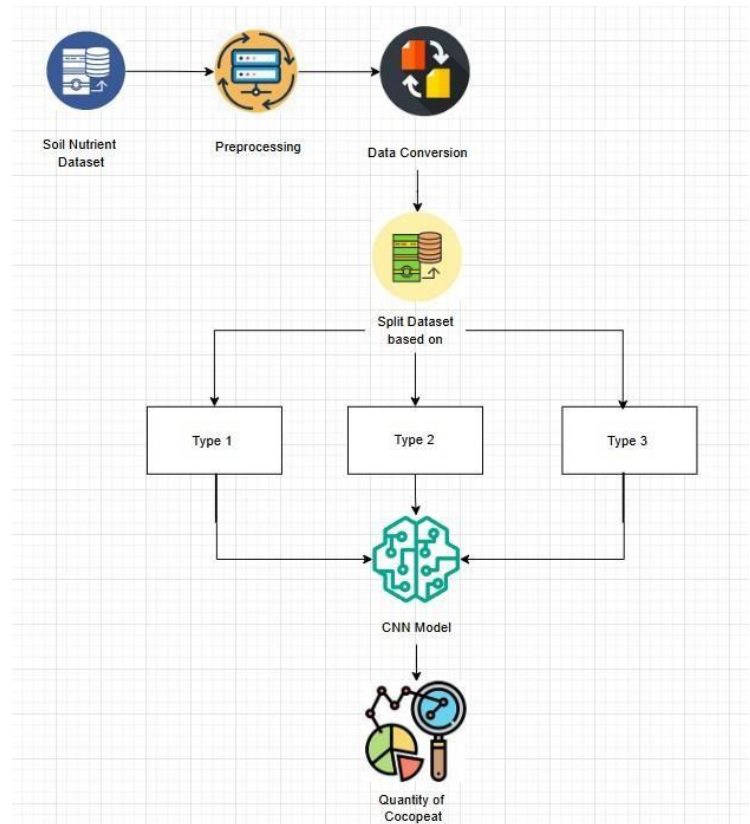 Soil Nutrient
Dataset
Preprocessing
Data Conversion
Split Dataset
based on
Type 1
Type 2
Type 3
CNN Model
Quantity of
Cocopeat